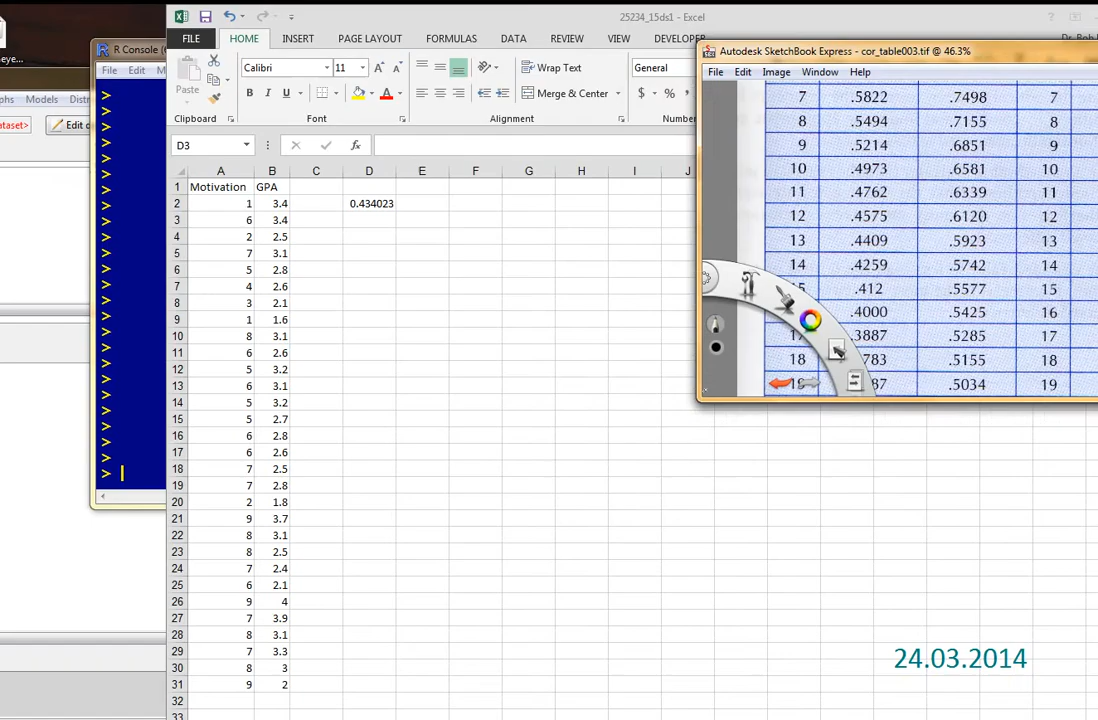 25234_15ds1 - Excel
FILE HOME INSERT PAGE LAYOUT FORMULAS DATA REVIEW VIEW DEVELOPER
R Console
File Edit
phs Models
Edit
Calibri 11
B I U
Wrap Text
Merge & Center
General
$ % ,
Clipboard Font Alignment
D3
fx
A B C D E F G H I J
1 Motivation GPA
2 1 3.4 0.434023
3 6 3.4
4 2 2.5
5 7 3.1
6 5 2.8
7 4 2.6
8 3 2.1
9 1 1.6
10 8 3.1
11 6 2.6
12 5 3.2
13 6 3.1
14 5 3.2
15 5 2.7
16 6 2.8
17 6 2.6
18 7 2.5
19 7 2.8
20 2 1.8
21 9 3.7
22 8 3.1
23 8 2.5
24 7 2.4
25 6 2.1
26 9 4
27 7 3.9
28 8 3.1
29 7 3.3
30 8 3
31 9 2
32
33
Autodesk SketchBook Express - cor_table003.tif @ 46.3%
File Edit Image Window Help
7 .5822 .7498 7
8 .5494 .7155 8
9 .5214 .6851 9
10 .4973 .6581 10
11 .4762 .6339 11
12 .4575 .6120 12
13 .4409 .5923 13
14 .4259 .5742 14
.412 .5577 15
.4000 .5425 16
.3887 .5285 17
18 .5155 18
.5034 19
24.03.2014